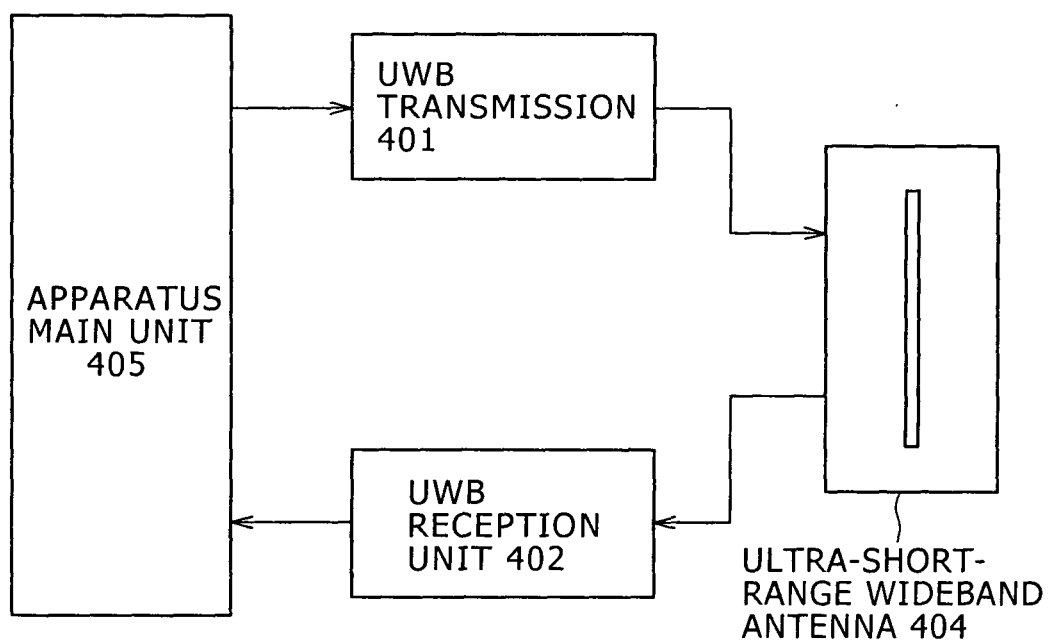 UWB
TRANSMISSION
401
APPARATUS
MAIN UNIT
405
UWB
RECEPTION
UNIT 402
ULTRA-SHORT-
RANGE WIDEBAND
ANTENNA 404